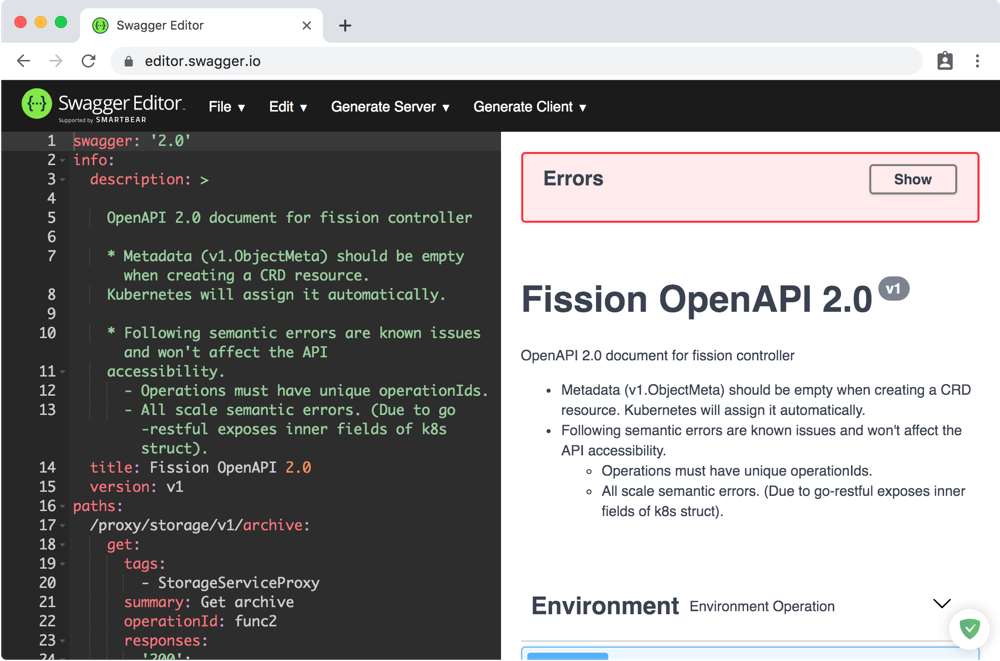 Swagger Editor
editor.swagger.io
Swagger Editor.
Supported by SMARTBEAR
File ▾ Edit ▾ Generate Server ▾ Generate Client ▾
1 swagger: '2.0'
2 info:
3 description: >
4
5 OpenAPI 2.0 document for fission controller
6
7 * Metadata (v1.ObjectMeta) should be empty
when creating a CRD resource.
8 Kubernetes will assign it automatically.
9
10 * Following semantic errors are known issues
and won't affect the API
11 accessibility.
12 - Operations must have unique operationIds.
13 - All scale semantic errors. (Due to go
-restful exposes inner fields of k8s
struct).
14 title: Fission OpenAPI 2.0
15 version: v1
16 paths:
17 /proxy/storage/v1/archive:
18 get:
19 tags:
20 - StorageServiceProxy
21 summary: Get archive
22 operationId: func2
23 responses:
24 '200':
Errors
Show
Fission OpenAPI 2.0 v1
OpenAPI 2.0 document for fission controller
• Metadata (v1.ObjectMeta) should be empty when creating a CRD
resource. Kubernetes will assign it automatically.
• Following semantic errors are known issues and won't affect the
API accessibility.
◦ Operations must have unique operationIds.
◦ All scale semantic errors. (Due to go-restful exposes inner
fields of k8s struct).
Environment Environment Operation